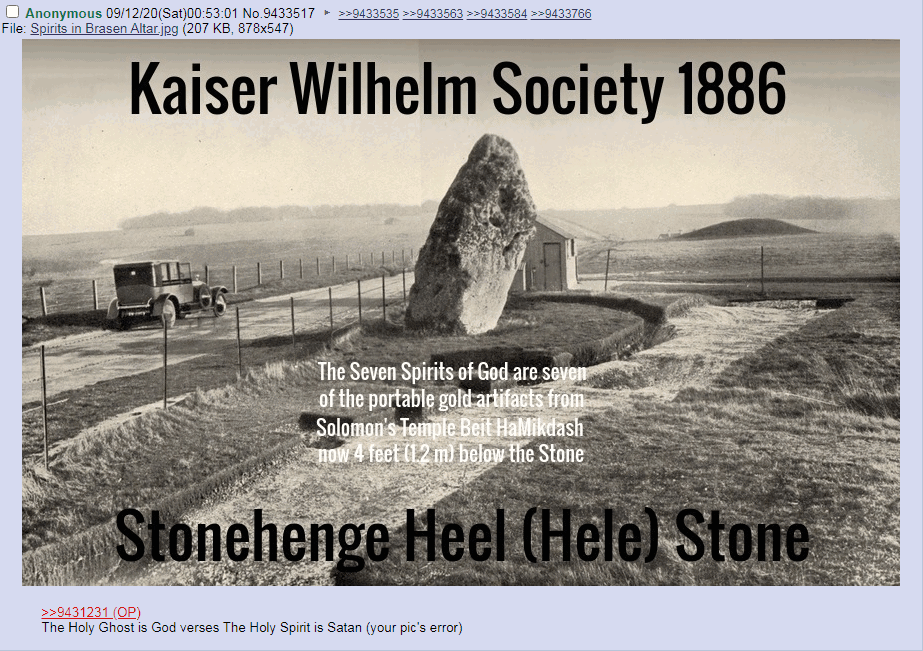 Anonymous 09/12/20(Sat)00:53:01 No.9433517 ▶ >>9433535 >>9433563 >>9433584 >>9433766
File: Spirits in Brasen Altar.jpg (207 KB, 878x547)
Kaiser Wilhelm Society 1886
The Seven Spirits of God are seven
of the portable gold artifacts from
Solomon's Temple Beit HaMikdash
now 4 feet (1.2 m) below the Stone
Stonehenge Heel (Hele) Stone
>>9431231 (OP)
The Holy Ghost is God verses The Holy Spirit is Satan (your pic's error)